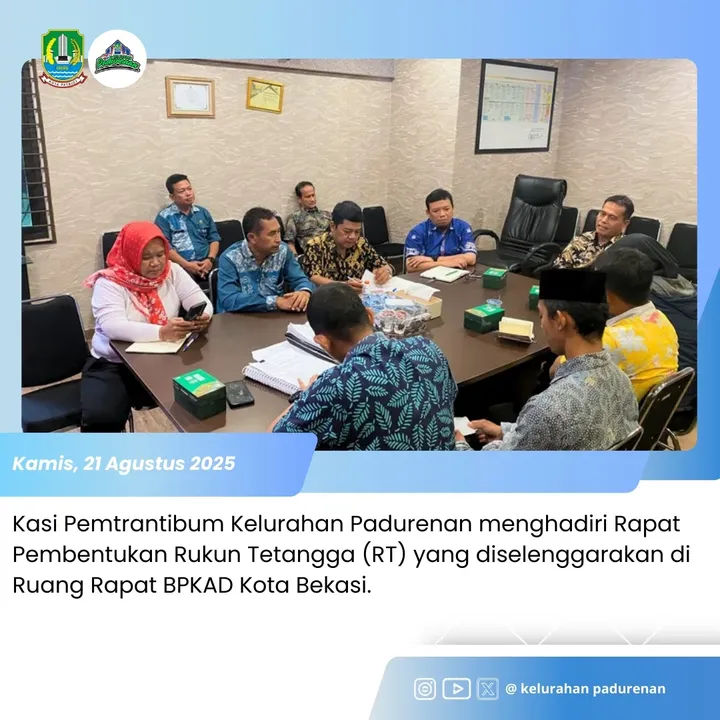 Kamis, 21 Agustus 2025
Kasi Pemtrantibum Kelurahan Padurenan menghadiri Rapat
Pembentukan Rukun Tetangga (RT) yang diselenggarakan di
Ruang Rapat BPKAD Kota Bekasi.
@ kelurahan padurenan